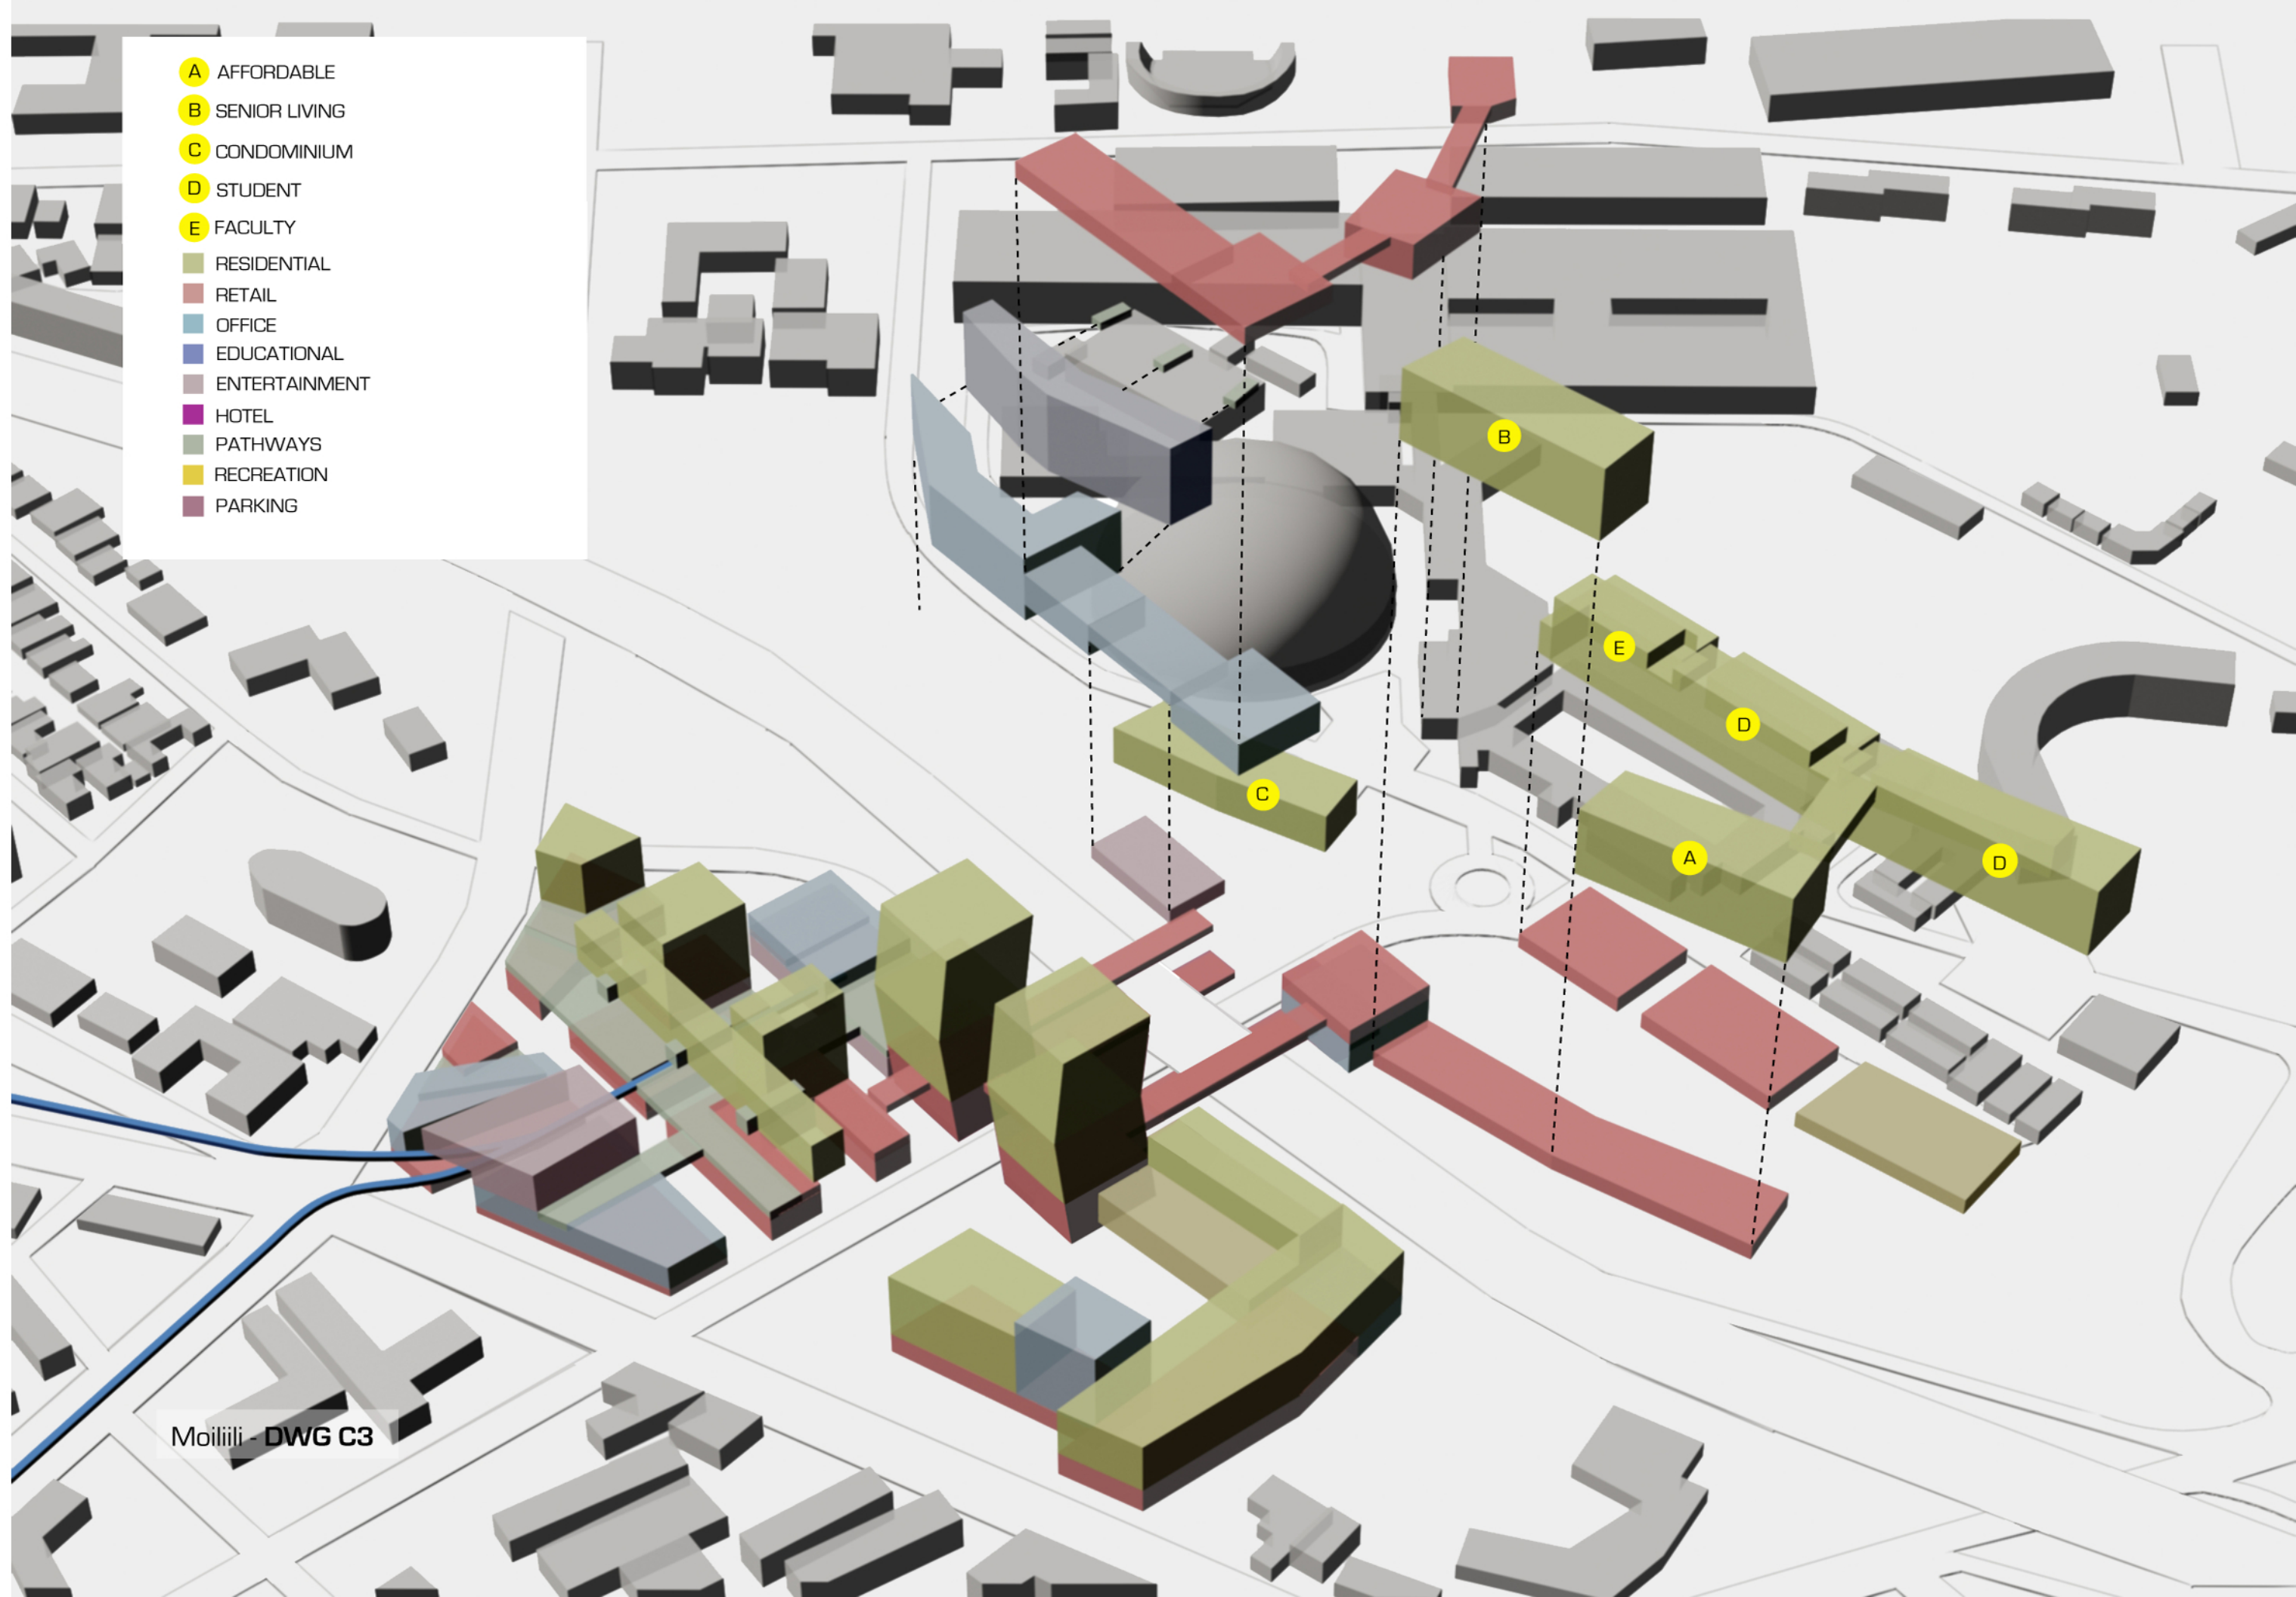 A AFFORDABLE
B SENIOR LIVING
C CONDOMINIUM
D STUDENT
E FACULTY
RESIDENTIAL
RETAIL
OFFICE
EDUCATIONAL
ENTERTAINMENT
HOTEL
PATHWAYS
RECREATION
PARKING
B
E
D
C
A
D
Moiliili - DWG C3